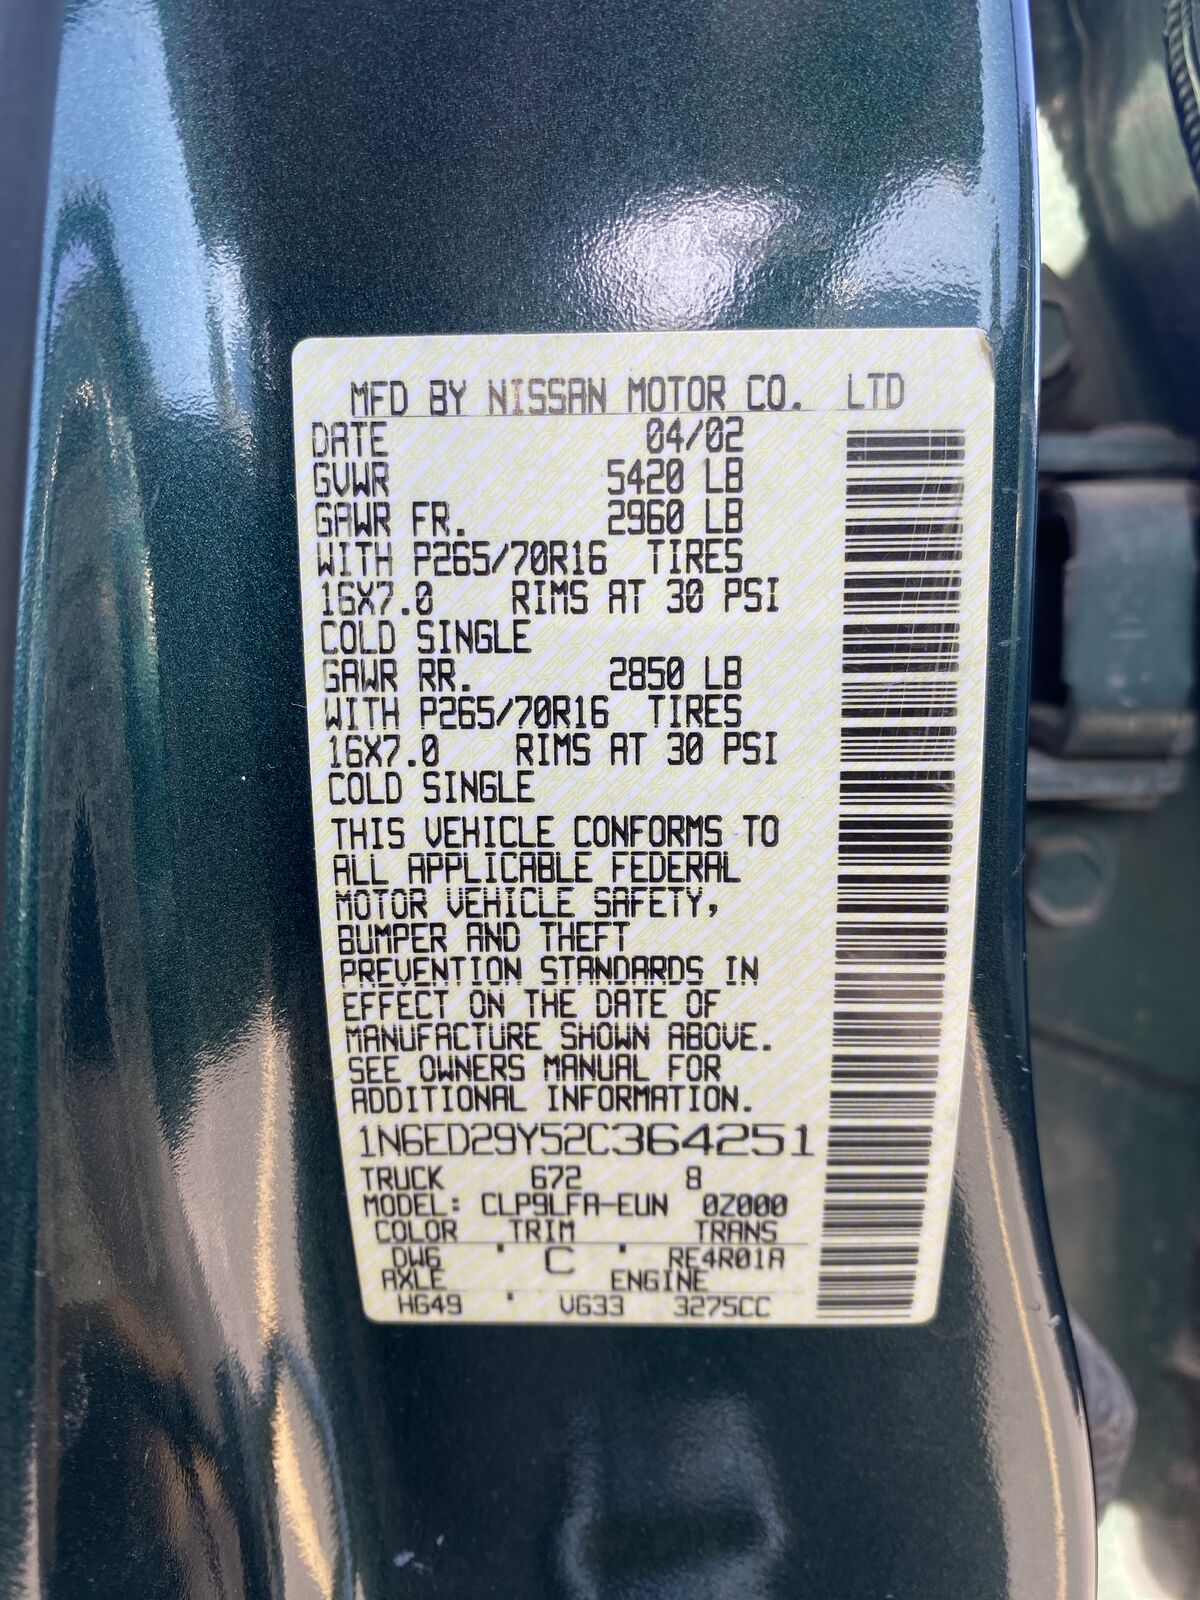 MFD BY NISSAN MOTOR CO. LTD
DATE 04/02
GVWR 5420 LB
GAWR FR. 2960 LB
WITH P265/70R16 TIRES
16X7.0 RIMS AT 30 PSI
COLD SINGLE
GAWR RR. 2850 LB
WITH P265/70R16 TIRES
16X7.0 RIMS AT 30 PSI
COLD SINGLE
THIS VEHICLE CONFORMS TO
ALL APPLICABLE FEDERAL
MOTOR VEHICLE SAFETY,
BUMPER AND THEFT
PREVENTION STANDARDS IN
EFFECT ON THE DATE OF
MANUFACTURE SHOWN ABOVE.
SEE OWNERS MANUAL FOR
ADDITIONAL INFORMATION.
1N6ED29Y52C364251
TRUCK 672 8
MODEL: CLP9LFA-EUN 0Z000
COLOR TRIM TRANS
DW6 C RE4R01A
AXLE ENGINE
HG49 VG33 3275CC